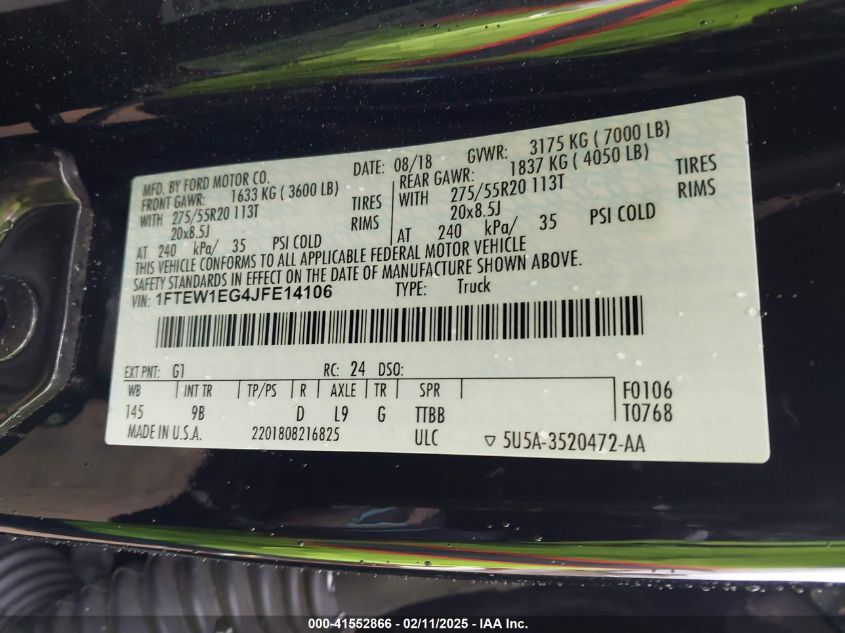 MFD. BY FORD MOTOR CO. DATE: 08/18 GVWR: 3175 KG ( 7000 LB)
FRONT GAWR: 1633 KG ( 3600 LB) REAR GAWR: 1837 KG ( 4050 LB)
WITH 275/55R20 113T TIRES WITH 275/55R20 113T TIRES
20x8.5J RIMS 20x8.5J RIMS
AT 240 kPa/ 35 PSI COLD AT 240 kPa/ 35 PSI COLD
THIS VEHICLE CONFORMS TO ALL APPLICABLE FEDERAL MOTOR VEHICLE
SAFETY STANDARDS IN EFFECT ON THE DATE OF MANUFACTURE SHOWN ABOVE.
VIN: 1FTEW1EG4JFE14106 TYPE: Truck
EXT PNT: G1 RC: 24 DSO:
WB INT TR TP/PS R AXLE TR SPR F0106
145 9B D L9 G TTBB T0768
MADE IN U.S.A. 2201808216825 ULC ▽ 5U5A-3520472-AA
000-41552866 - 02/11/2025 - IAA Inc.